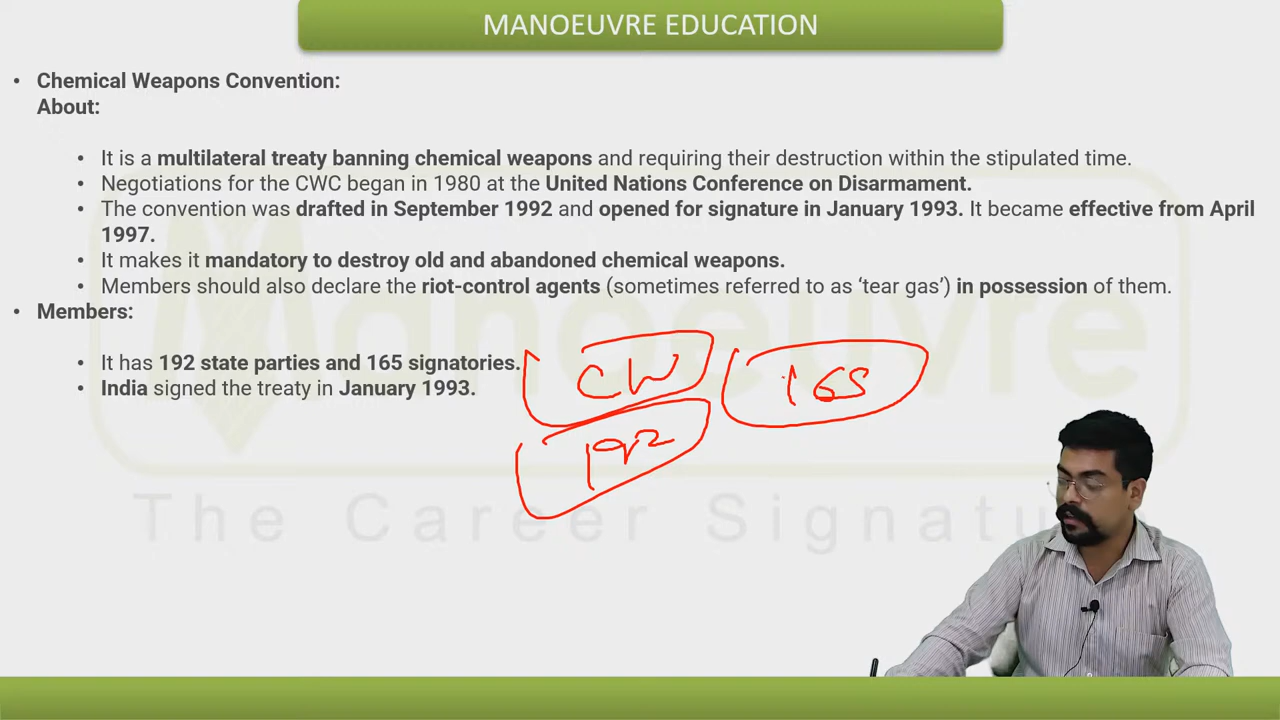 MANOEUVRE EDUCATION
• Chemical Weapons Convention:
About:
• It is a multilateral treaty banning chemical weapons and requiring their destruction within the stipulated time.
• Negotiations for the CWC began in 1980 at the United Nations Conference on Disarmament.
• The convention was drafted in September 1992 and opened for signature in January 1993. It became effective from April
1997.
• It makes it mandatory to destroy old and abandoned chemical weapons.
• Members should also declare the riot-control agents (sometimes referred to as ‘tear gas’) in possession of them.
• Members:
• It has 192 state parties and 165 signatories.
• India signed the treaty in January 1993.
CW
165
192
Manoeuvre
The Career Signatu